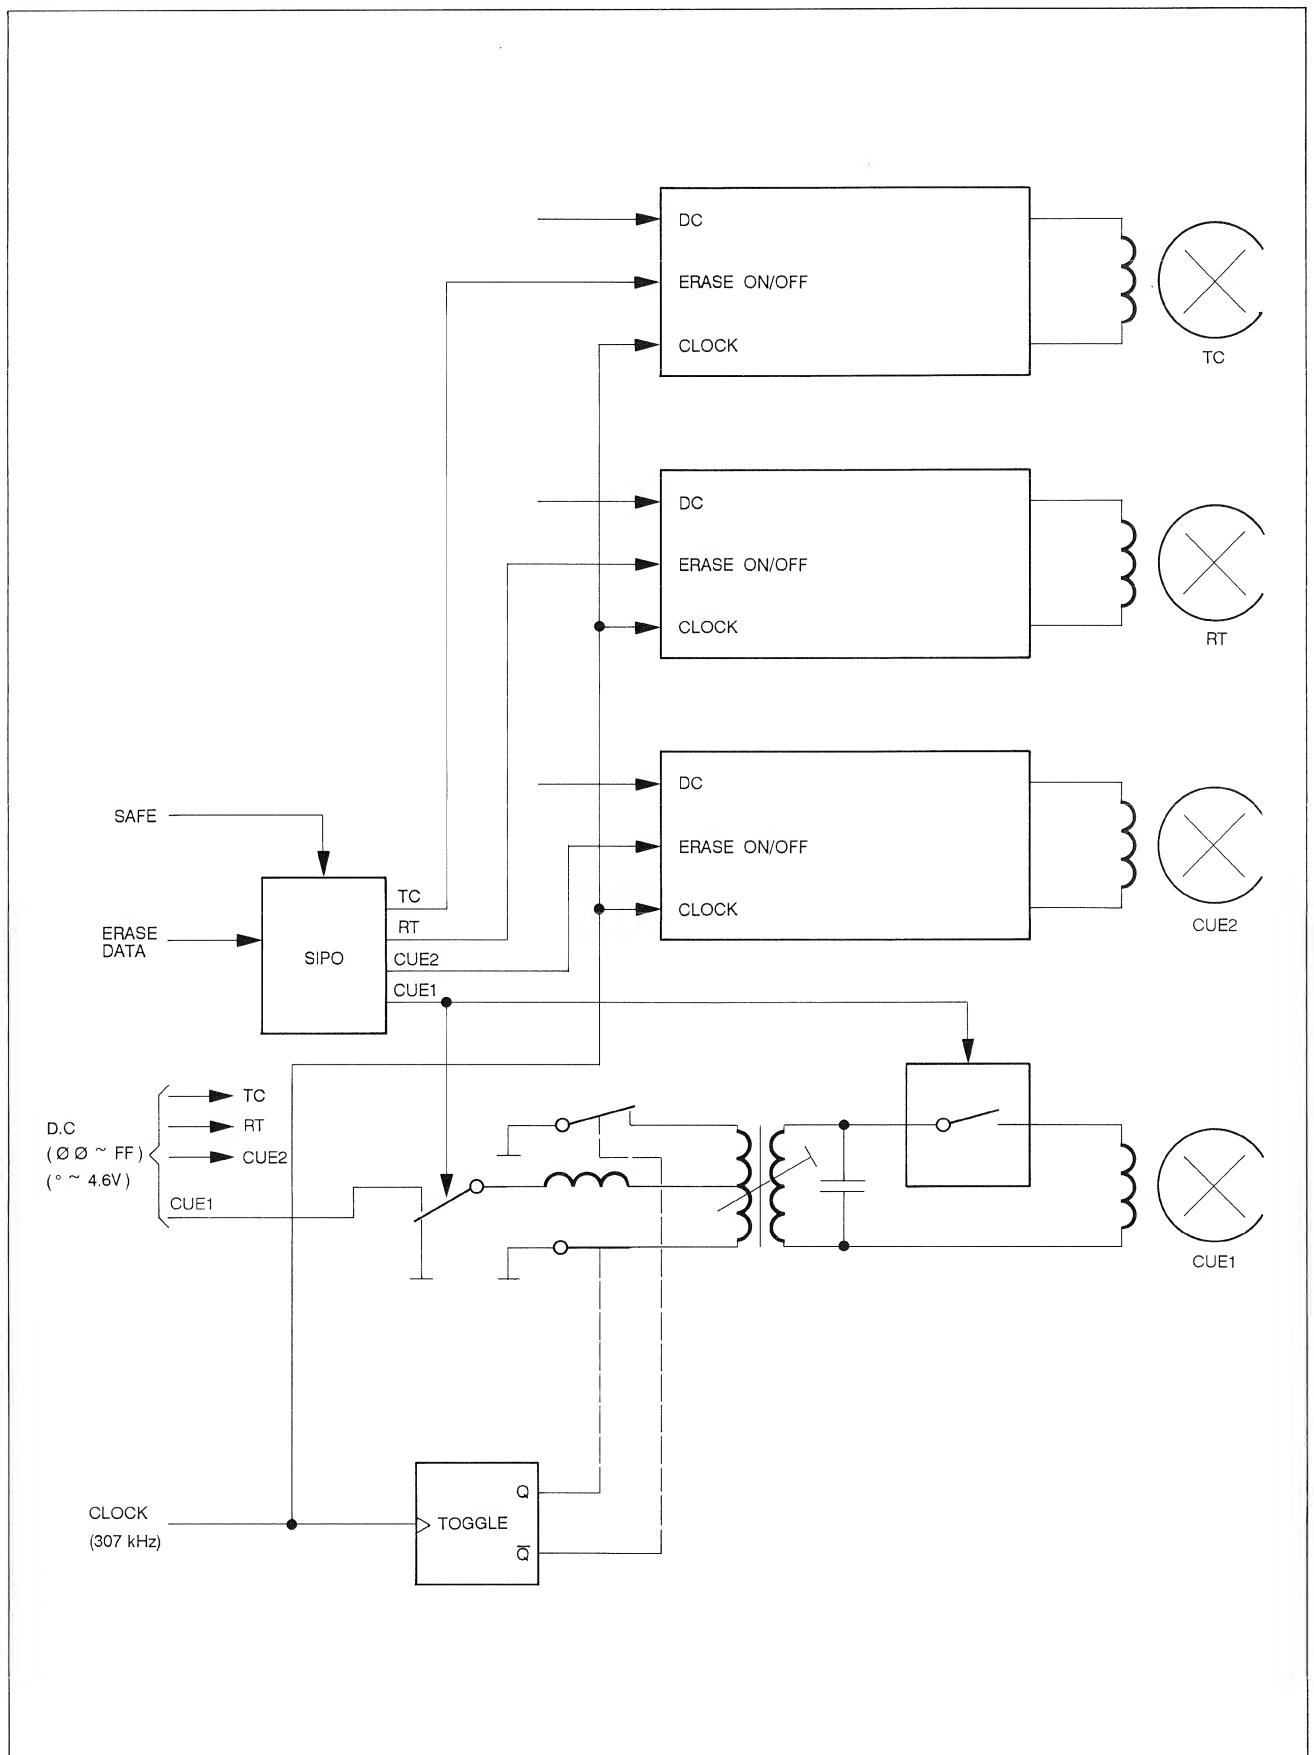 DC
ERASE ON/OFF
CLOCK
TC
DC
ERASE ON/OFF
CLOCK
RT
DC
ERASE ON/OFF
CLOCK
CUE2
SAFE
ERASE
DATA
SIPO
TC
RT
CUE2
CUE1
D.C
(ØØ ~ FF)
(° ~ 4.6V)
TC
RT
CUE2
CUE1
CUE1
CLOCK
(307 kHz)
TOGGLE
Q
Q̅